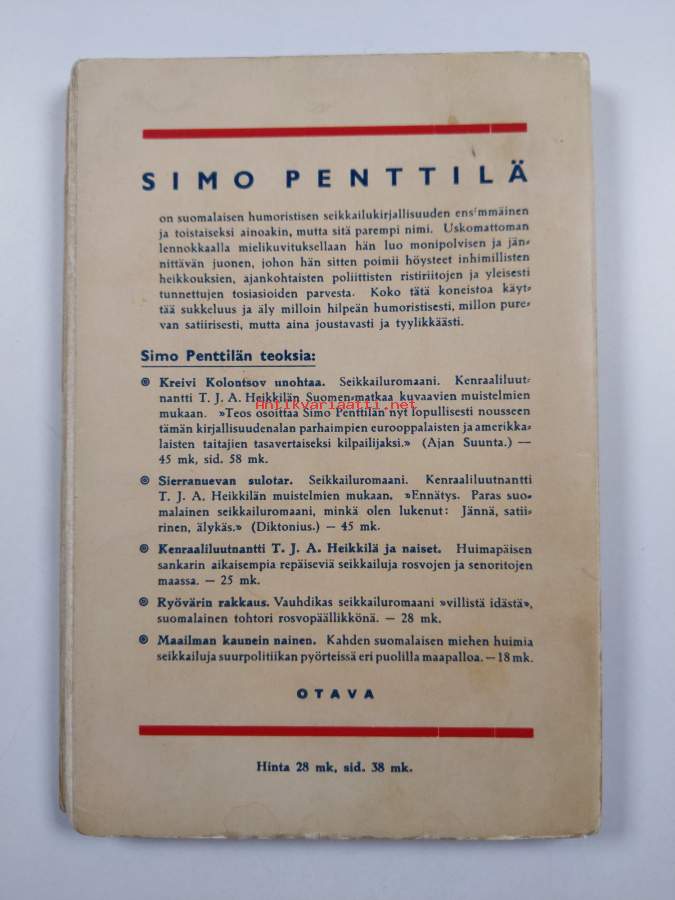 SIMO PENTTILÄ
on suomalaisen humoristisen seikkailukirjallisuuden ensimmäinen
ja toistaiseksi ainoakin, mutta sitä parempi nimi. Uskomattoman
lennokkaalla mielikuvituksellaan hän luo monipolvisen ja jän-
nittävän juonen, johon hän sitten poimii höysteet inhimillisten
heikkouksien, ajankohtaisten poliittisten ristiriitojen ja yleisesti
tunnettujen tosiasioiden parvesta. Koko tätä koneistoa käyt-
tää sukkeluus ja äly milloin hilpeän humoristisesti, millon pure-
van satiirisesti, mutta aina joustavasti ja tyylikkäästi.
Simo Penttilän teoksia:
◉ Kreivi Kolontsov unohtaa. Seikkailuromaani. Kenraaliluut-
nantti T. J. A. Heikkilän Suomen-matkaa kuvaavien muistelmien
mukaan. »Teos osoittaa Simo Penttilän nyt lopullisesti nousseen
tämän kirjallisuudenalan parhaimpien eurooppalaisten ja amerikka-
laisten taitajien tasavertaiseksi kilpailijaksi.» (Ajan Suunta.) —
45 mk, sid. 58 mk.
◉ Sierranuevan sulotar. Seikkailuromaani. Kenraaliluutnantti
T. J. A. Heikkilän muistelmien mukaan. »Ennätys. Paras suo-
malainen seikkailuromaani, minkä olen lukenut: Jännä, satii-
rinen, älykäs.» (Diktonius.) — 45 mk.
◉ Kenraaliluutnantti T. J. A. Heikkilä ja naiset. Huimapäisen
sankarin aikaisempia repäiseviä seikkailuja rosvojen ja senoritojen
maassa. — 25 mk.
◉ Ryövärin rakkaus. Vauhdikas seikkailuromaani »villistä idästä»,
suomalainen tohtori rosvopäällikkönä. — 28 mk.
◉ Maailman kaunein nainen. Kahden suomalaisen miehen huimia
seikkailuja suurpolitiikan pyörteissä eri puolilla maapalloa. — 18 mk.
OTAVA
Hinta 28 mk, sid. 38 mk.
Antikvariaatti.net